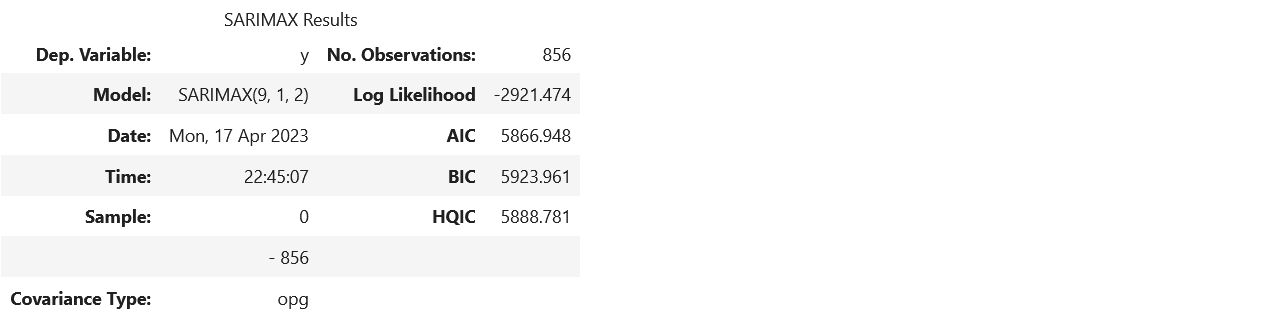 SARIMAX Results
Dep. Variable: y No. Observations: 856
Model: SARIMAX(9, 1, 2) Log Likelihood -2921.474
Date: Mon, 17 Apr 2023 AIC 5866.948
Time: 22:45:07 BIC 5923.961
Sample: 0 HQIC 5888.781
- 856
Covariance Type: opg